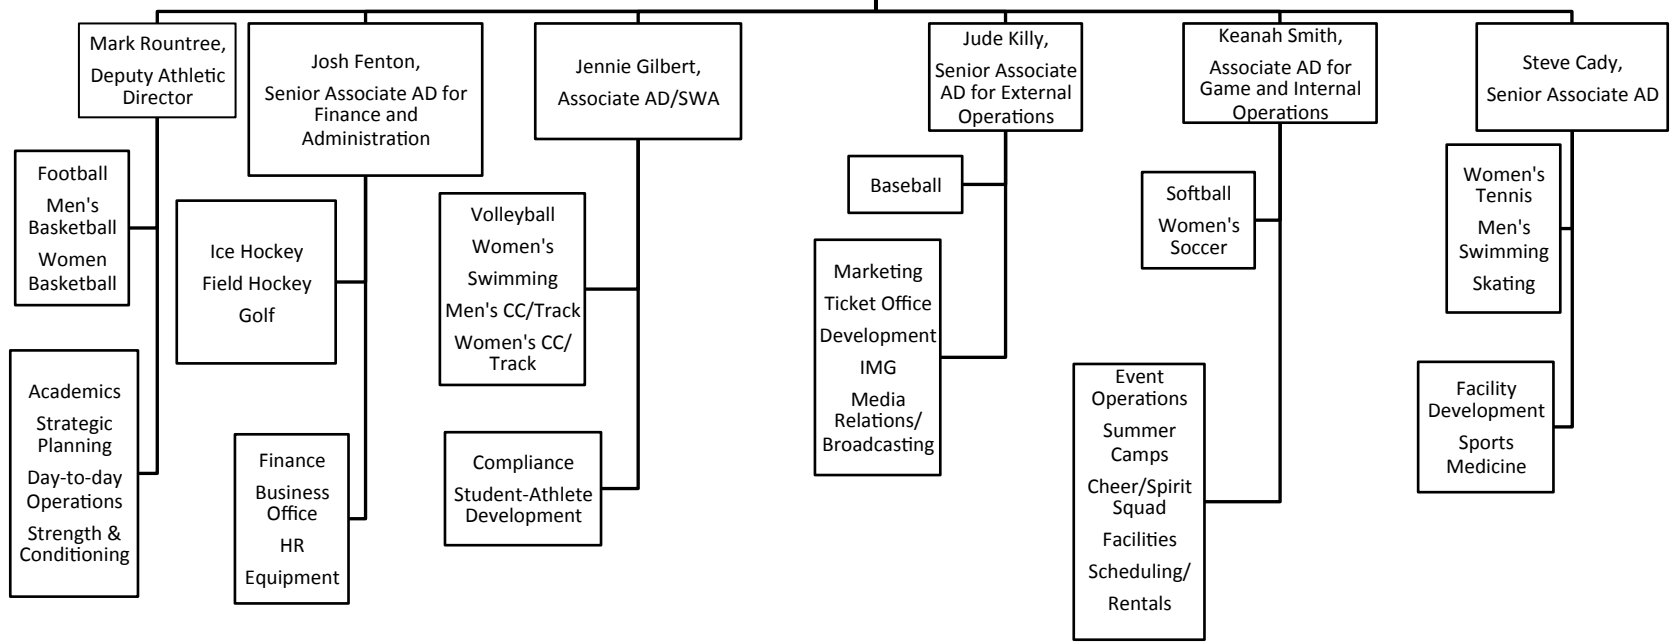 Mark Rountree,
Deputy Athletic
Director
Football
Men's
Basketball
Women
Basketball
Academics
Strategic
Planning
Day-to-day
Operations
Strength &
Conditioning
Josh Fenton,
Senior Associate AD for
Finance and
Administration
Ice Hockey
Field Hockey
Golf
Finance
Business
Office
HR
Equipment
Jennie Gilbert,
Associate AD/SWA
Volleyball
Women's
Swimming
Men's CC/Track
Women's CC/
Track
Compliance
Student-Athlete
Development
Jude Killy,
Senior Associate
AD for External
Operations
Baseball
Marketing
Ticket Office
Development
IMG
Media
Relations/
Broadcasting
Keanah Smith,
Associate AD for
Game and Internal
Operations
Softball
Women's
Soccer
Event
Operations
Summer
Camps
Cheer/Spirit
Squad
Facilities
Scheduling/
Rentals
Steve Cady,
Senior Associate AD
Women's
Tennis
Men's
Swimming
Skating
Facility
Development
Sports
Medicine